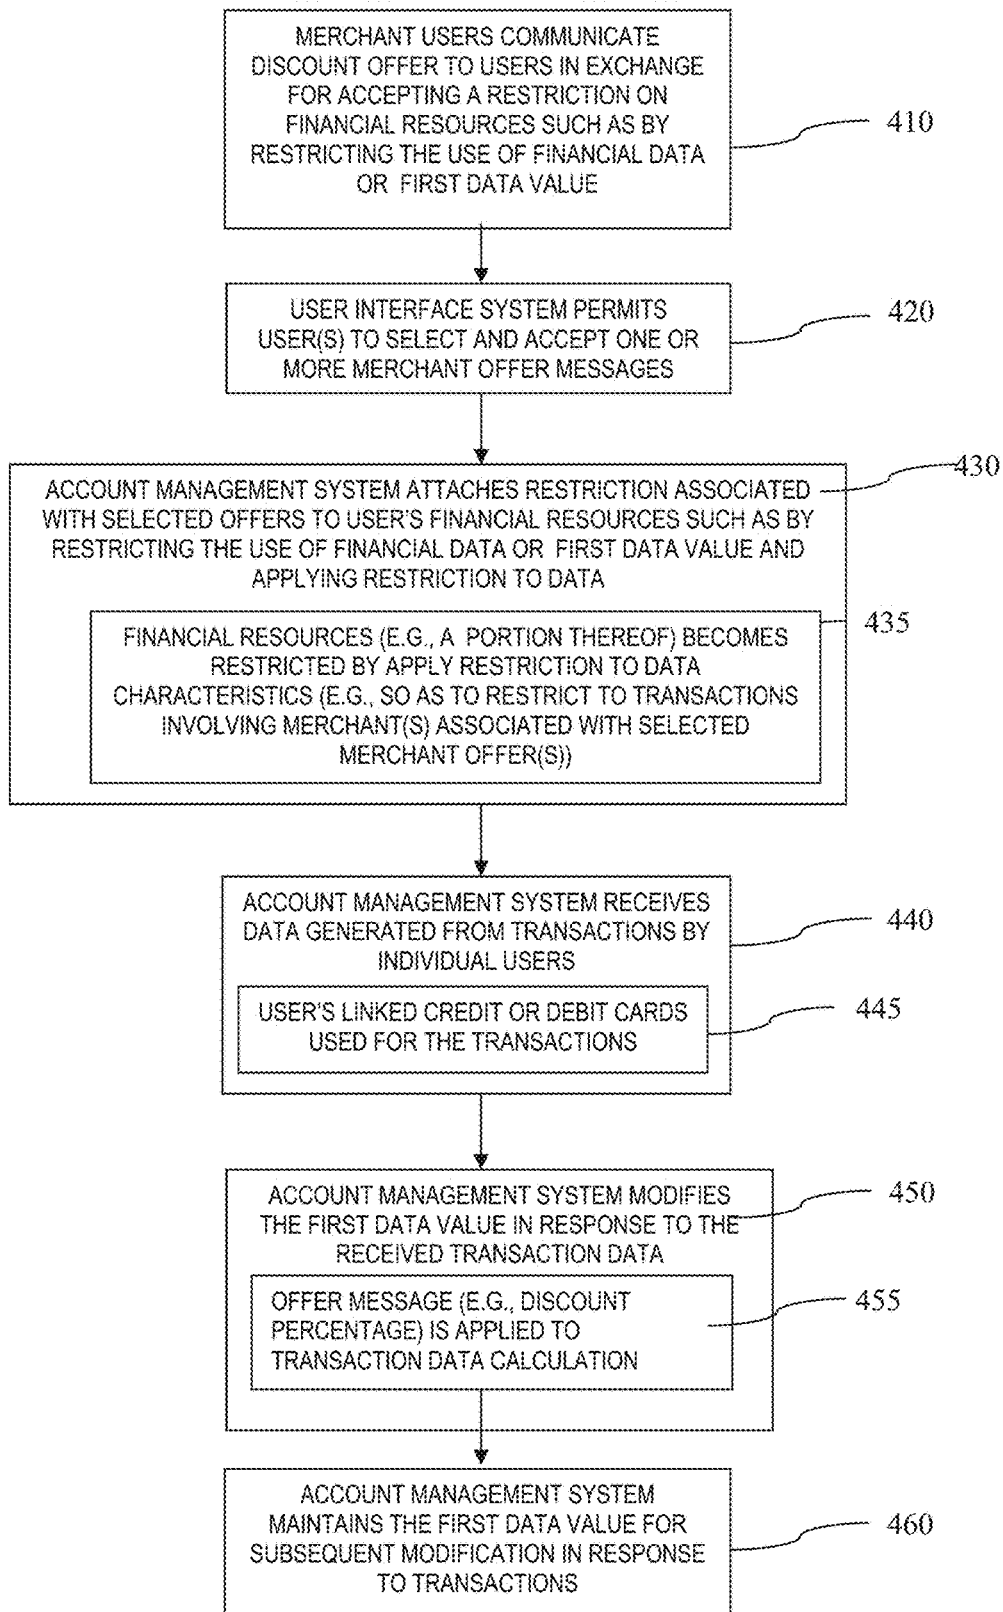 MERCHANT USERS COMMUNICATE
DISCOUNT OFFER TO USERS IN EXCHANGE
FOR ACCEPTING A RESTRICTION ON
FINANCIAL RESOURCES SUCH AS BY
RESTRICTING THE USE OF FINANCIAL DATA
OR FIRST DATA VALUE
410
USER INTERFACE SYSTEM PERMITS
USER(S) TO SELECT AND ACCEPT ONE OR
MORE MERCHANT OFFER MESSAGES
420
ACCOUNT MANAGEMENT SYSTEM ATTACHES RESTRICTION ASSOCIATED
WITH SELECTED OFFERS TO USER'S FINANCIAL RESOURCES SUCH AS BY
RESTRICTING THE USE OF FINANCIAL DATA OR FIRST DATA VALUE AND
APPLYING RESTRICTION TO DATA
430
FINANCIAL RESOURCES (E.G., A PORTION THEREOF) BECOMES
RESTRICTED BY APPLY RESTRICTION TO DATA
CHARACTERISTICS (E.G., SO AS TO RESTRICT TO TRANSACTIONS
INVOLVING MERCHANT(S) ASSOCIATED WITH SELECTED
MERCHANT OFFER(S))
435
ACCOUNT MANAGEMENT SYSTEM RECEIVES
DATA GENERATED FROM TRANSACTIONS BY
INDIVIDUAL USERS
440
USER'S LINKED CREDIT OR DEBIT CARDS
USED FOR THE TRANSACTIONS
445
ACCOUNT MANAGEMENT SYSTEM MODIFIES
THE FIRST DATA VALUE IN RESPONSE TO THE
RECEIVED TRANSACTION DATA
450
OFFER MESSAGE (E.G., DISCOUNT
PERCENTAGE) IS APPLIED TO
TRANSACTION DATA CALCULATION
455
ACCOUNT MANAGEMENT SYSTEM
MAINTAINS THE FIRST DATA VALUE FOR
SUBSEQUENT MODIFICATION IN RESPONSE
TO TRANSACTIONS
460